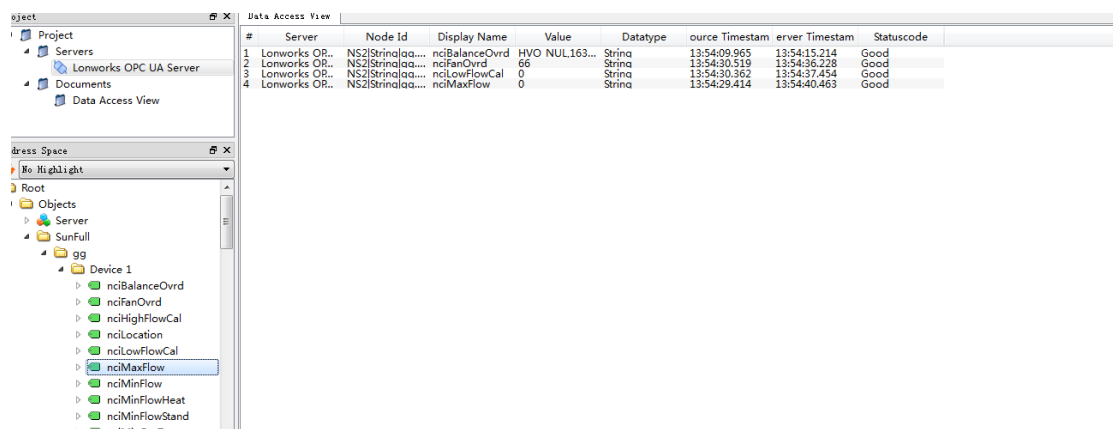 oject
Project
Servers
Lonworks OPC UA Server
Documents
Data Access View
dress Space
No Highlight
Root
Objects
Server
SunFull
gg
Device 1
nciBalanceOvrd
nciFanOvrd
nciHighFlowCal
nciLocation
nciLowFlowCal
nciMaxFlow
nciMinFlow
nciMinFlowHeat
nciMinFlowStand
Data Access View
# Server Node Id Display Name Value Datatype ource Timestam erver Timestam Statuscode
1 Lonworks OP... NS2|String|gg.... nciBalanceOvrd HVO NUL,163... String 13:54:09.965 13:54:15.214 Good
2 Lonworks OP... NS2|String|gg.... nciFanOvrd 66 String 13:54:30.519 13:54:36.228 Good
3 Lonworks OP... NS2|String|gg.... nciLowFlowCal 0 String 13:54:30.362 13:54:37.454 Good
4 Lonworks OP... NS2|String|gg.... nciMaxFlow 0 String 13:54:29.414 13:54:40.463 Good